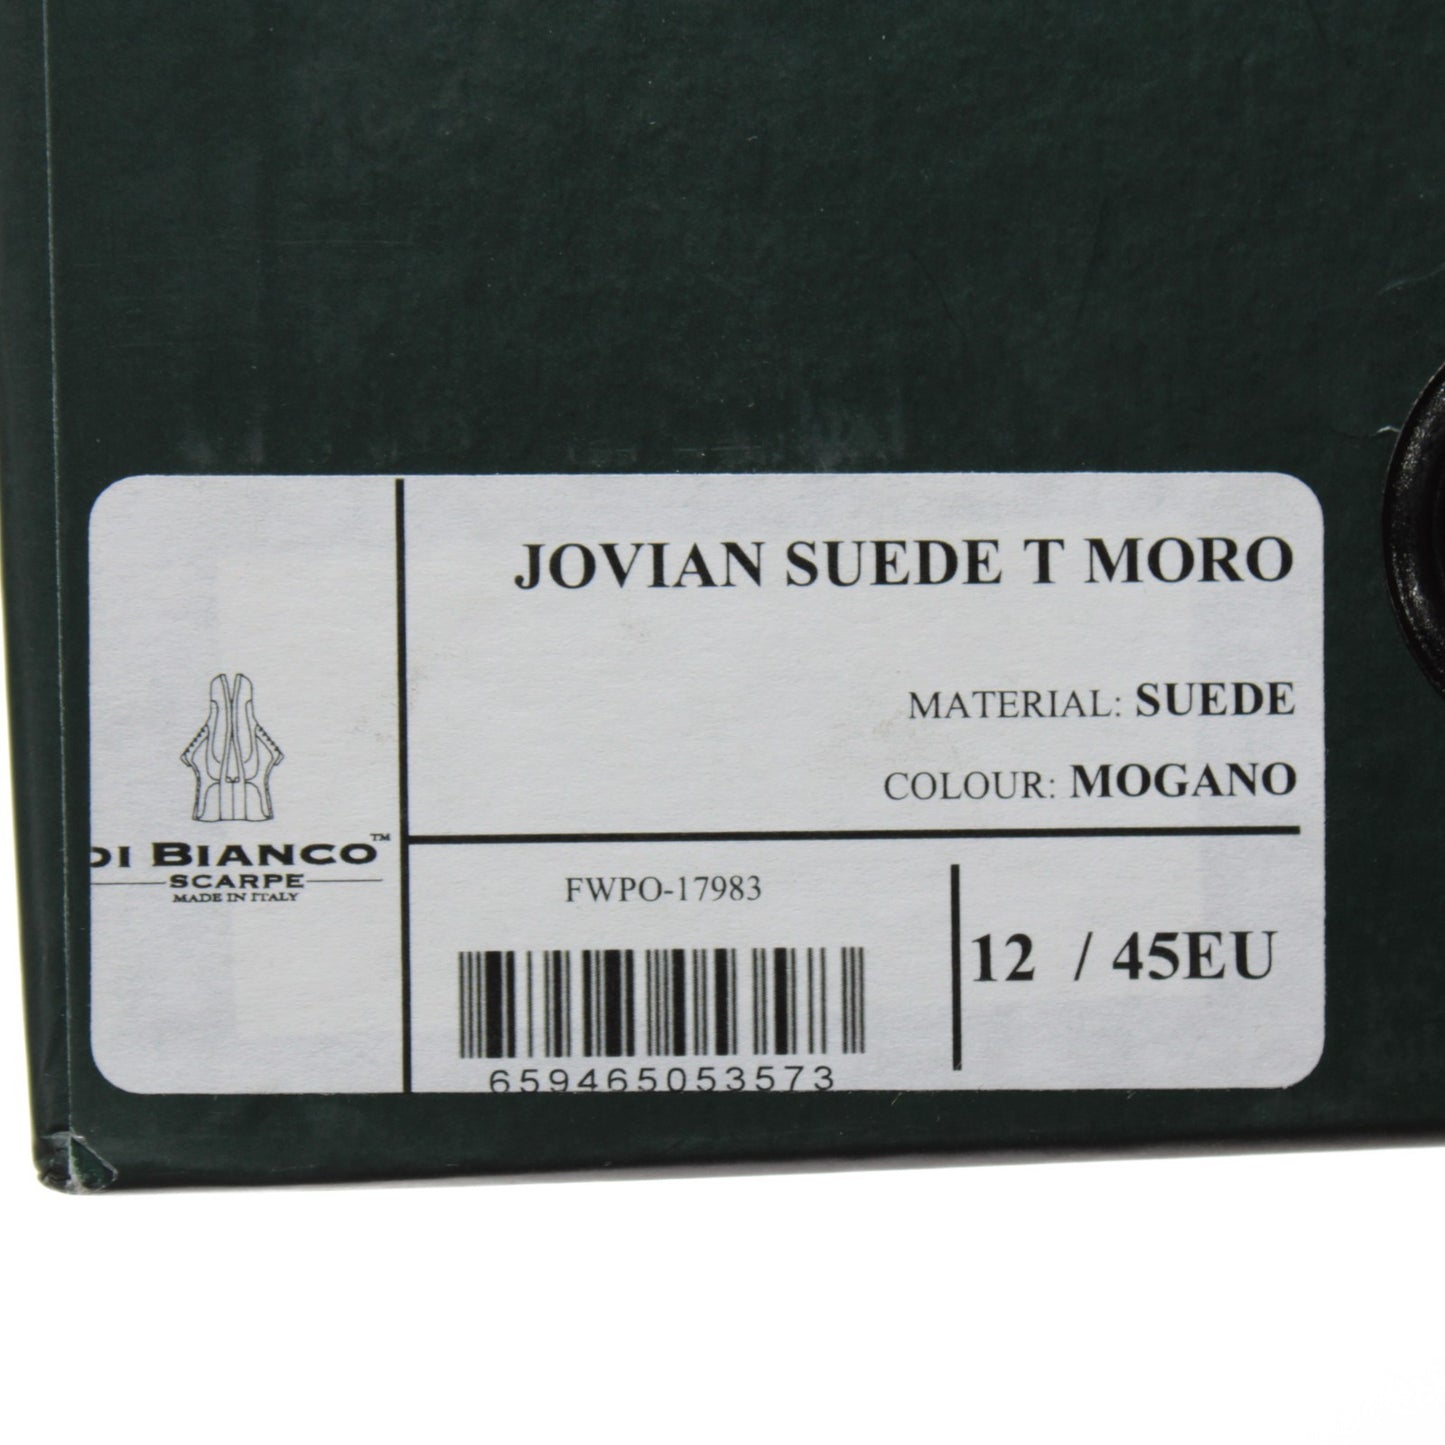 JOVIAN SUEDE T MORO
MATERIAL: SUEDE
COLOUR: MOGANO
DI BIANCO™
SCARPE
MADE IN ITALY
FWPO-17983
12 / 45EU
659465053573